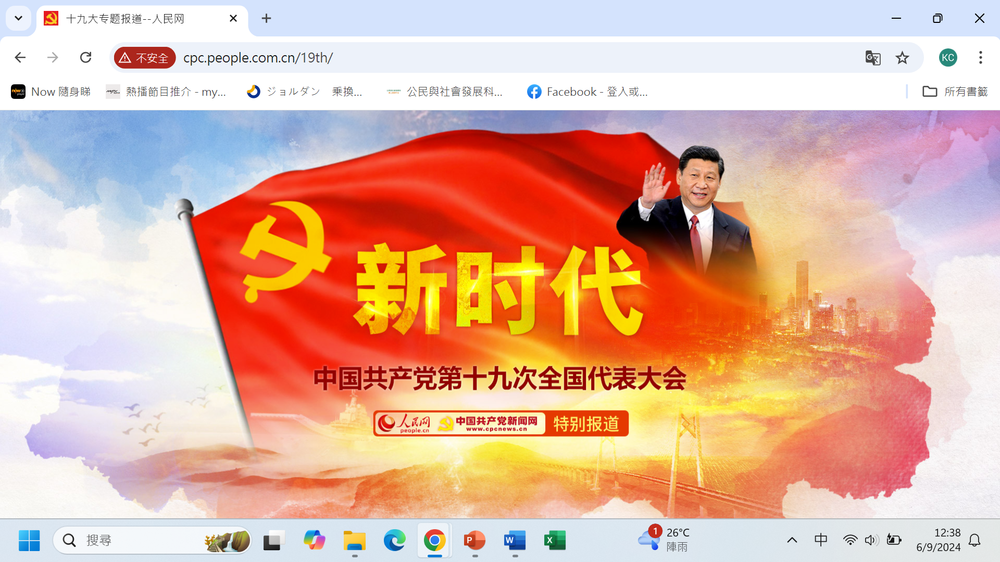 十九大专题报道--人民网
不安全
cpc.people.com.cn/19th/
KC
Now 隨身睇
熱播節目推介 - my...
ジョルダン　乗換...
公民與社會發展科...
Facebook - 登入或...
所有書籤
新时代
中国共产党第十九次全国代表大会
人民网
people.cn
中国共产党新闻网
www.cpcnews.cn
特别报道
搜尋
1
26°C
陣雨
中
12:38
6/9/2024